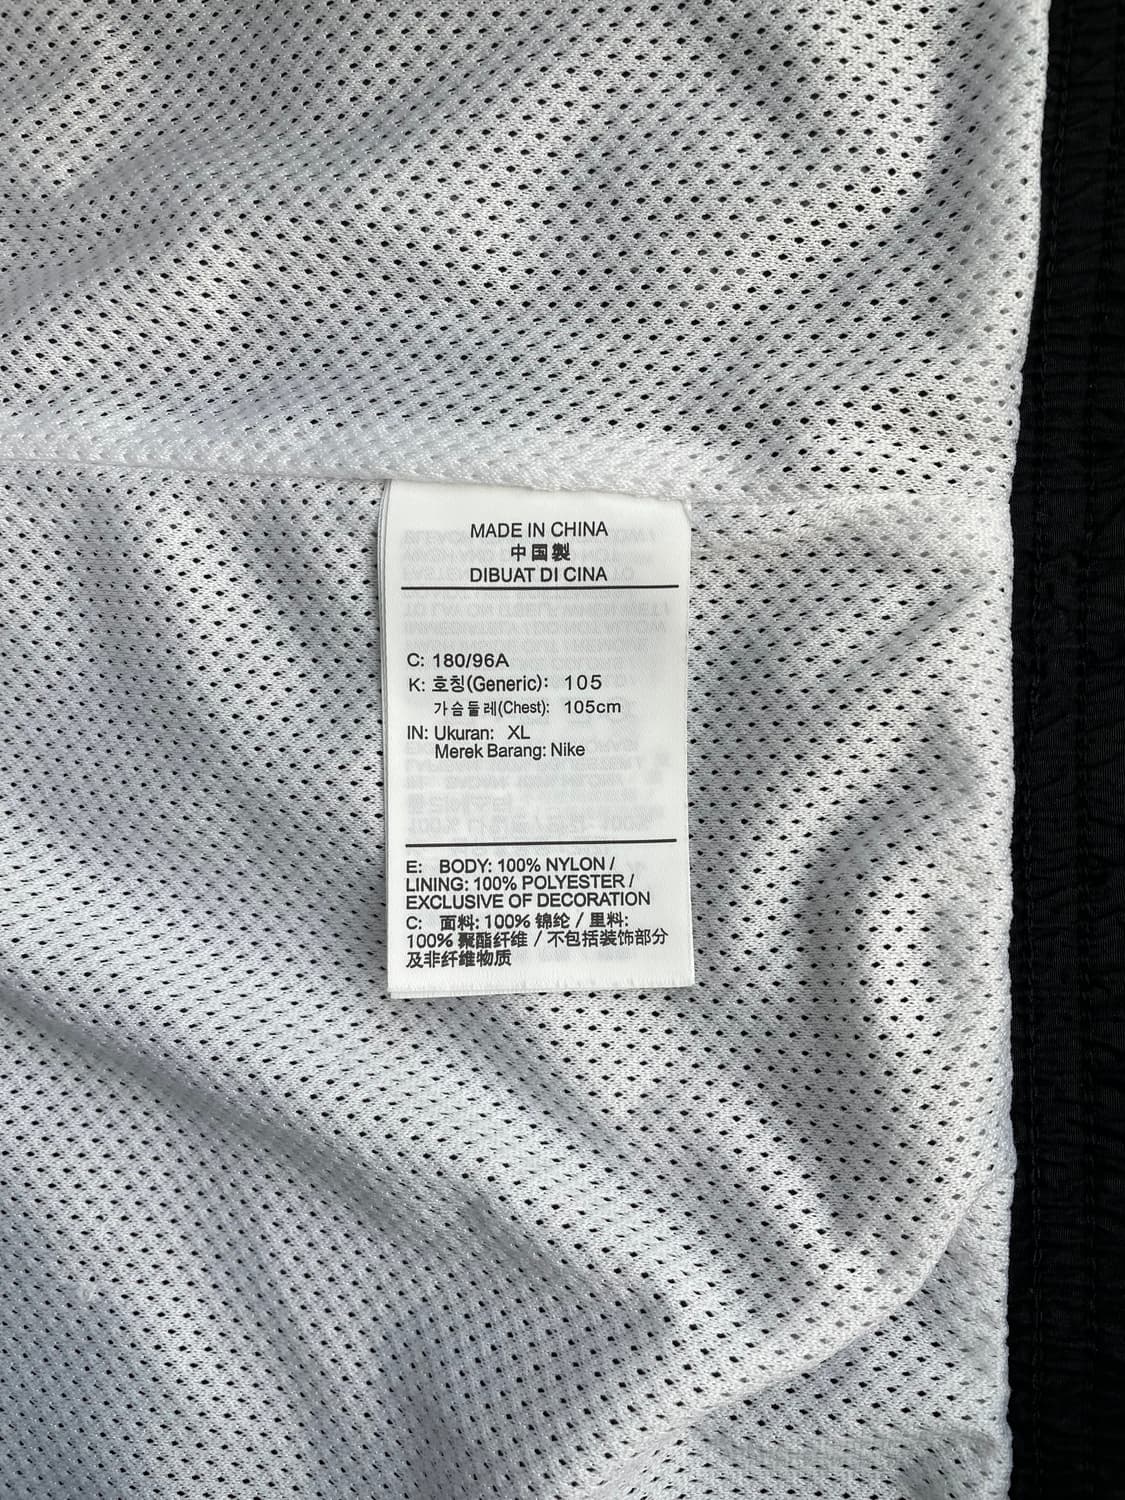 MADE IN CHINA
中国製
DIBUAT DI CINA
C: 180/96A
K: 호칭(Generic): 105
가슴둘레(Chest): 105cm
IN: Ukuran: XL
Merek Barang: Nike
E: BODY: 100% NYLON /
LINING: 100% POLYESTER /
EXCLUSIVE OF DECORATION
C: 面料: 100% 锦纶 / 里料:
100% 聚酯纤维 / 不包括装饰部分
及非纤维物质